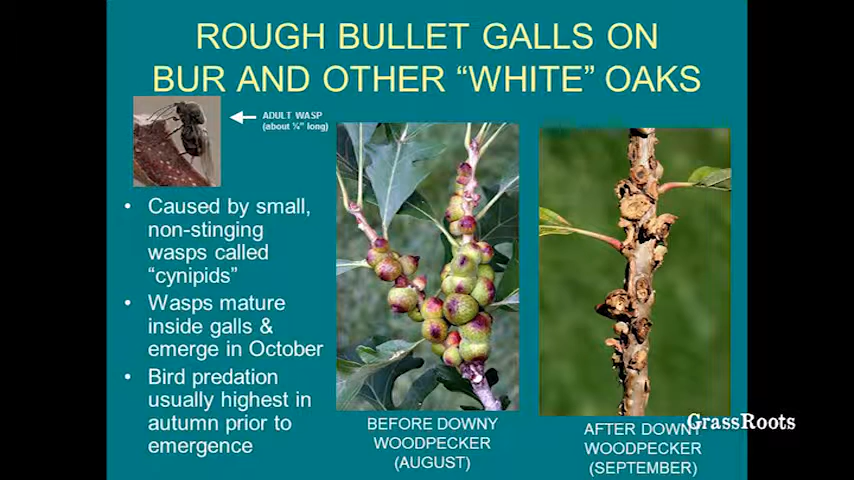 ROUGH BULLET GALLS ON
BUR AND OTHER “WHITE” OAKS
ADULT WASP
(about ⅛” long)
• Caused by small,
non-stinging
wasps called
“cynipids”
• Wasps mature
inside galls &
emerge in October
• Bird predation
usually highest in
autumn prior to
emergence
BEFORE DOWNY
WOODPECKER
(AUGUST)
AFTER DOWNY
WOODPECKER
(SEPTEMBER)
GrassRoots